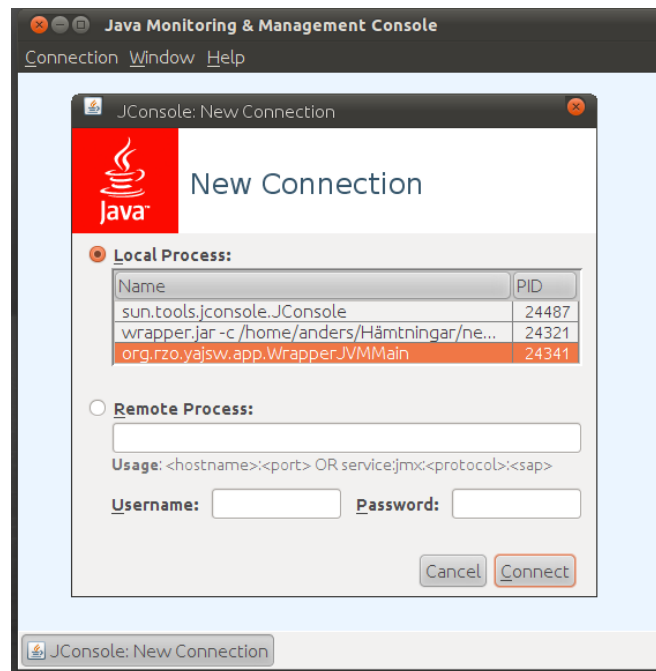 Java Monitoring & Management Console
Connection Window Help
JConsole: New Connection
Java™
New Connection
Local Process:
Name PID
sun.tools.jconsole.JConsole 24487
wrapper.jar -c /home/anders/Hämtningar/ne... 24321
org.rzo.yajsw.app.WrapperJVMMain 24341
Remote Process:
Usage: <hostname>:<port> OR service:jmx:<protocol>:<sap>
Username: Password:
Cancel Connect
JConsole: New Connection